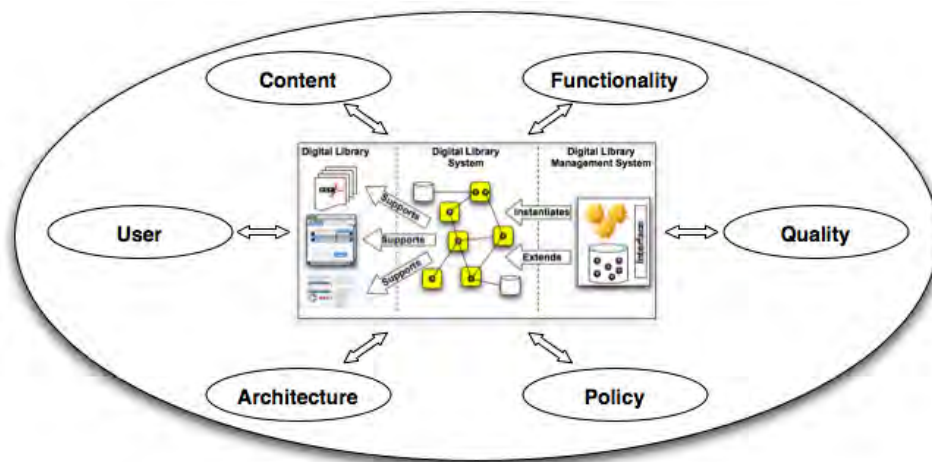 Content
Functionality
Digital Library
Digital Library
System
Digital Library
Management System
Supports
Instantiates
User
Supports
Quality
Extends
Supports
Architecture
Policy